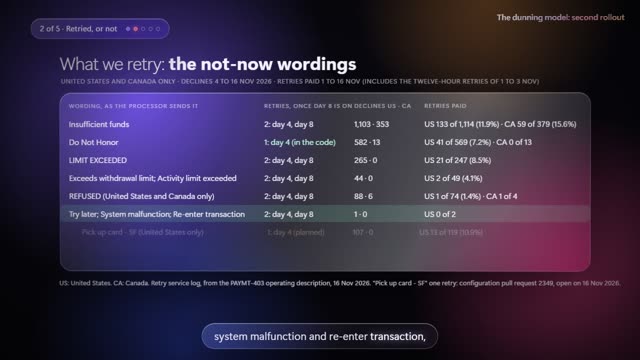 2 of 5 · Retried, or not
The dunning model: second rollout
What we retry: the not-now wordings
UNITED STATES AND CANADA ONLY · DECLINES 4 TO 16 NOV 2026 · RETRIES PAID 1 TO 16 NOV (INCLUDES THE TWELVE-HOUR RETRIES OF 1 TO 3 NOV)
WORDING, AS THE PROCESSOR SENDS IT RETRIES, ONCE DAY 8 IS ON DECLINES US · CA RETRIES PAID
Insufficient funds 2: day 4, day 8 1,103 · 353 US 133 of 1,114 (11.9%) · CA 59 of 379 (15.6%)
Do Not Honor 1: day 4 (in the code) 582 · 13 US 41 of 569 (7.2%) · CA 0 of 13
LIMIT EXCEEDED 2: day 4, day 8 265 · 0 US 21 of 247 (8.5%)
Exceeds withdrawal limit; Activity limit exceeded 2: day 4, day 8 44 · 0 US 2 of 49 (4.1%)
REFUSED (United States and Canada only) 2: day 4, day 8 88 · 6 US 1 of 74 (1.4%) · CA 1 of 4
Try later; System malfunction; Re-enter transaction 2: day 4, day 8 1 · 0 US 0 of 2
Pick up card - SF (United States only) 1: day 4 (planned) 107 · 0 US 13 of 119 (10.9%)
US: United States. CA: Canada. Retry service log, from the PAYMT-403 operating description, 16 Nov 2026. "Pick up card - SF" one retry: configuration pull request 2349, open on 16 Nov 2026.
system malfunction and re-enter transaction,